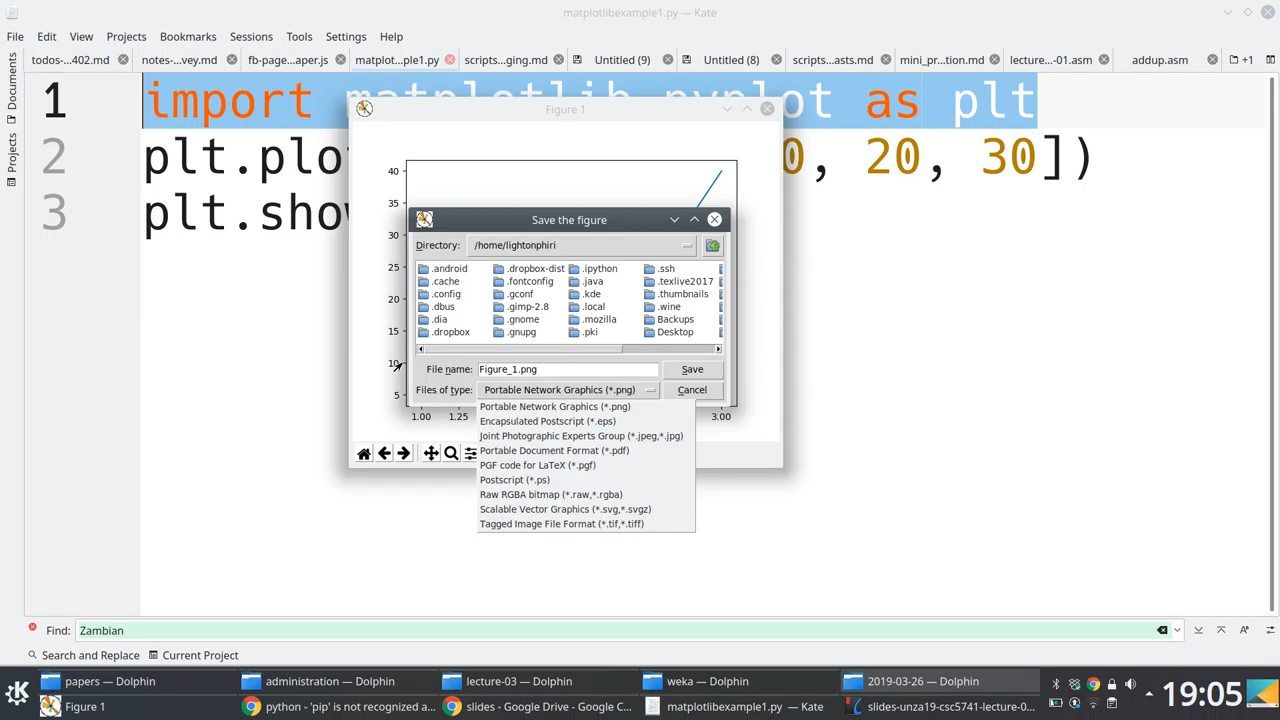 matplotlibexample1.py — Kate
File Edit View Projects Bookmarks Sessions Tools Settings Help
todos-...402.md notes-...vey.md fb-page...aper.js matplot...ple1.py scripts...ging.md Untitled (9) Untitled (8) scripts...asts.md mini_pr...on.md lecture...-01.asm addup.asm +1
Documents
Projects
1 import matplotlib.pyplot as plt
2 plt.plo 0, 20, 30])
3 plt.sho
Figure 1
40
35
30
25
20
15
10
5
1.00 1.25 3.00
Save the figure
Directory: /home/lightonphiri
.android .dropbox-dist .ipython .ssh
.cache .fontconfig .java .texlive2017
.config .gconf .kde .thumbnails
.dbus .gimp-2.8 .local .wine
.dia .gnome .mozilla Backups
.dropbox .gnupg .pki Desktop
File name: Figure_1.png Save
Files of type: Portable Network Graphics (*.png) Cancel
Portable Network Graphics (*.png)
Encapsulated Postscript (*.eps)
Joint Photographic Experts Group (*.jpeg,*.jpg)
Portable Document Format (*.pdf)
PGF code for LaTeX (*.pgf)
Postscript (*.ps)
Raw RGBA bitmap (*.raw,*.rgba)
Scalable Vector Graphics (*.svg,*.svgz)
Tagged Image File Format (*.tif,*.tiff)
Find: Zambian
Search and Replace Current Project
papers — Dolphin administration — Dolphin lecture-03 — Dolphin weka — Dolphin 2019-03-26 — Dolphin
Figure 1 python - 'pip' is not recognized a... slides - Google Drive - Google C... matplotlibexample1.py — Kate slides-unza19-csc5741-lecture-0...
19:05